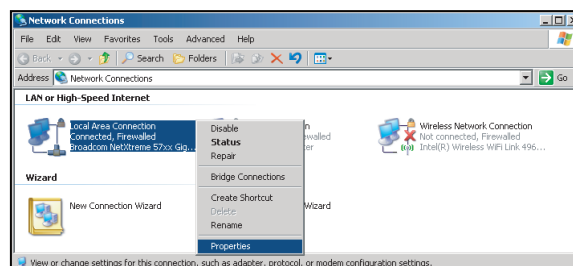 Network Connections
File Edit View Favorites Tools Advanced Help
Back Search Folders
Address Network Connections Go
LAN or High-Speed Internet
Local Area Connection
Connected, Firewalled
Broadcom NetXtreme 57xx Gig...
Disable
Status
Repair
Bridge Connections
Create Shortcut
Delete
Rename
Properties
Wireless Network Connection
Not connected, Firewalled
Intel(R) Wireless WiFi Link 496...
Wizard
New Connection Wizard
Wizard
View or change settings for this connection, such as adapter, protocol, or modem configuration settings.